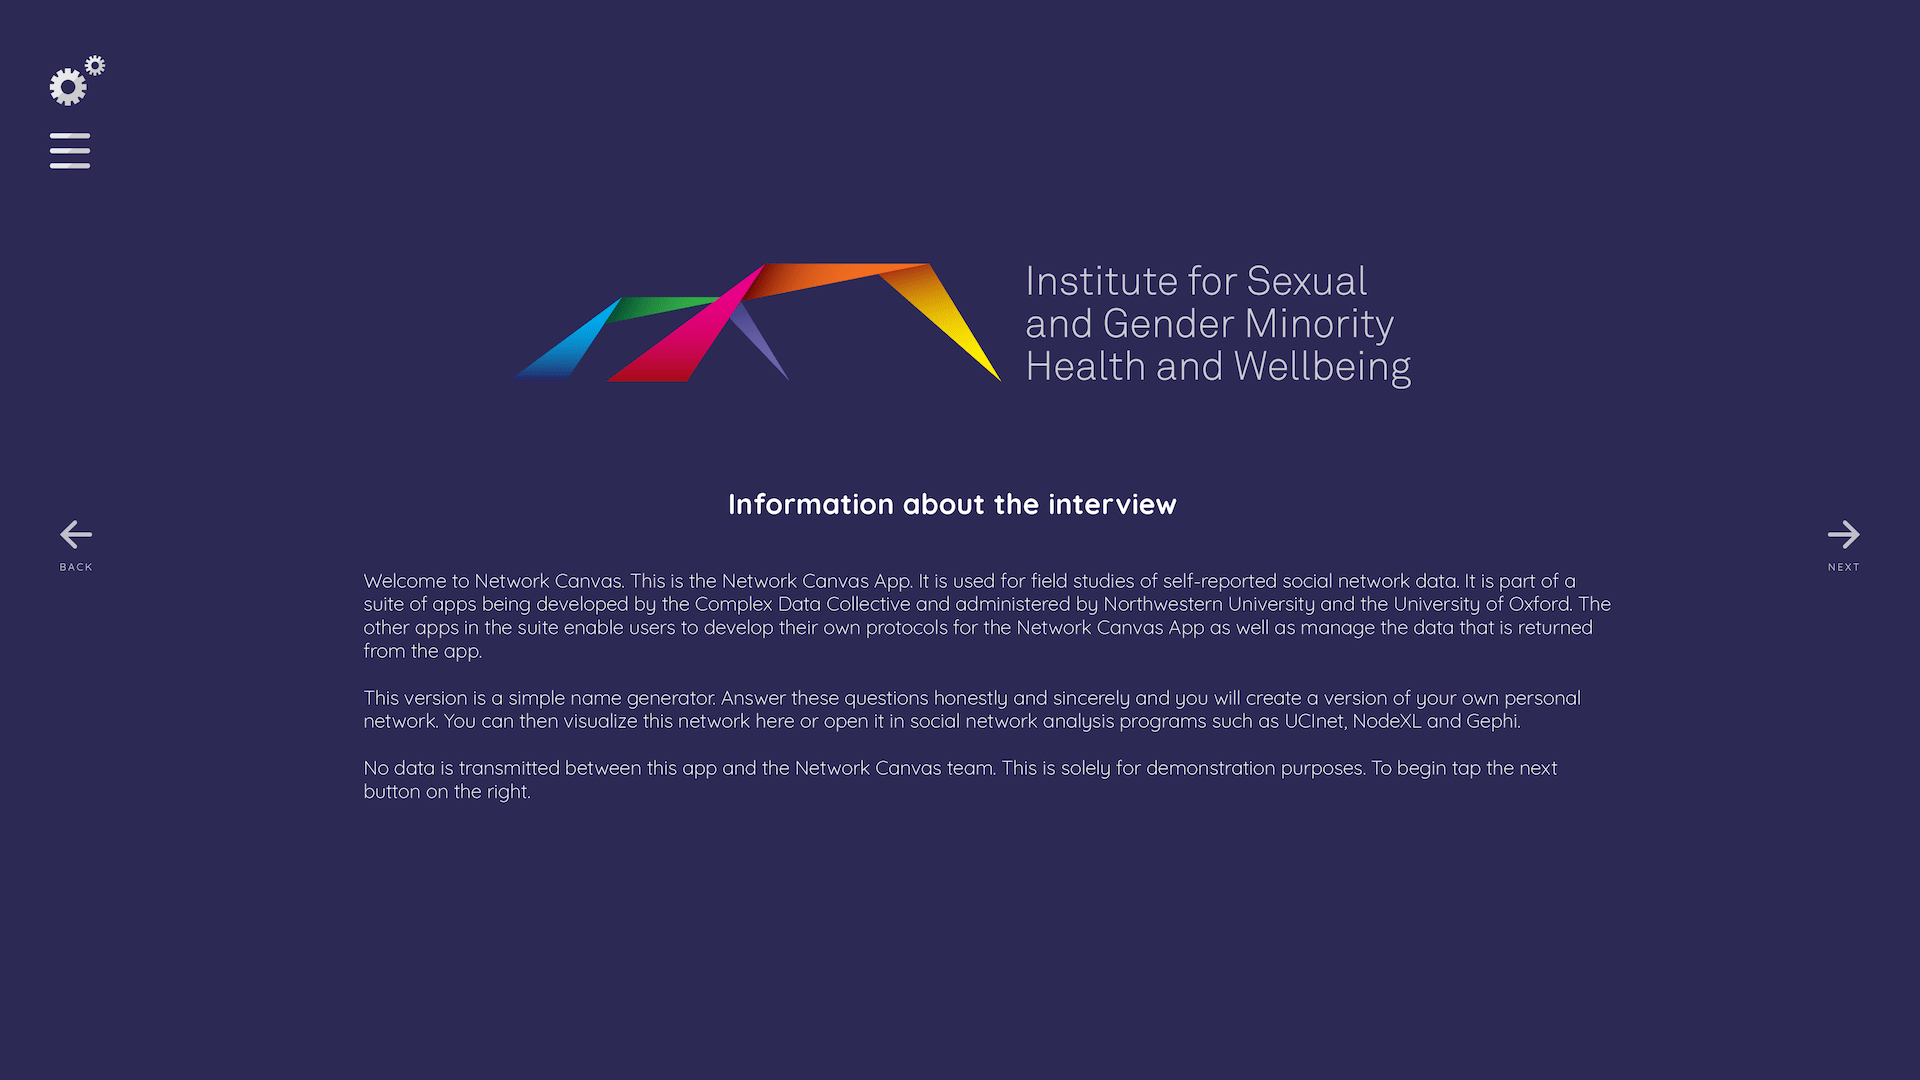 Institute for Sexual
and Gender Minority
Health and Wellbeing
Information about the interview
BACK
NEXT
Welcome to Network Canvas. This is the Network Canvas App. It is used for field studies of self-reported social network data. It is part of a
suite of apps being developed by the Complex Data Collective and administered by Northwestern University and the University of Oxford. The
other apps in the suite enable users to develop their own protocols for the Network Canvas App as well as manage the data that is returned
from the app.
This version is a simple name generator. Answer these questions honestly and sincerely and you will create a version of your own personal
network. You can then visualize this network here or open it in social network analysis programs such as UCInet, NodeXL and Gephi.
No data is transmitted between this app and the Network Canvas team. This is solely for demonstration purposes. To begin tap the next
button on the right.